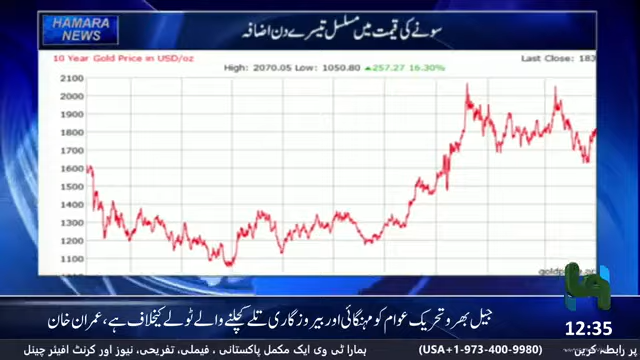 HAMARA
NEWS
سونے کی قیمت میں مسلسل تیسرے دن اضافہ
10 Year Gold Price in USD/oz
High: 2070.05 Low: 1050.80 ▲257.27 16.30%
Last Close: 183
2100
2000
1900
1800
1700
1600
1500
1400
1300
1200
1100
جیل بھرو تحریک عوام کو مہنگائی اور بیروزگاری تلے کچلنے والے ٹولے کیخلاف ہے، عمران خان
12:35
پر رابطہ کریں (USA+1-973-400-9980) ہمارا ٹی وی ایک مکمل پاکستانی ، فیملی، تفریحی، نیوز اور کرنٹ افیئر چینل